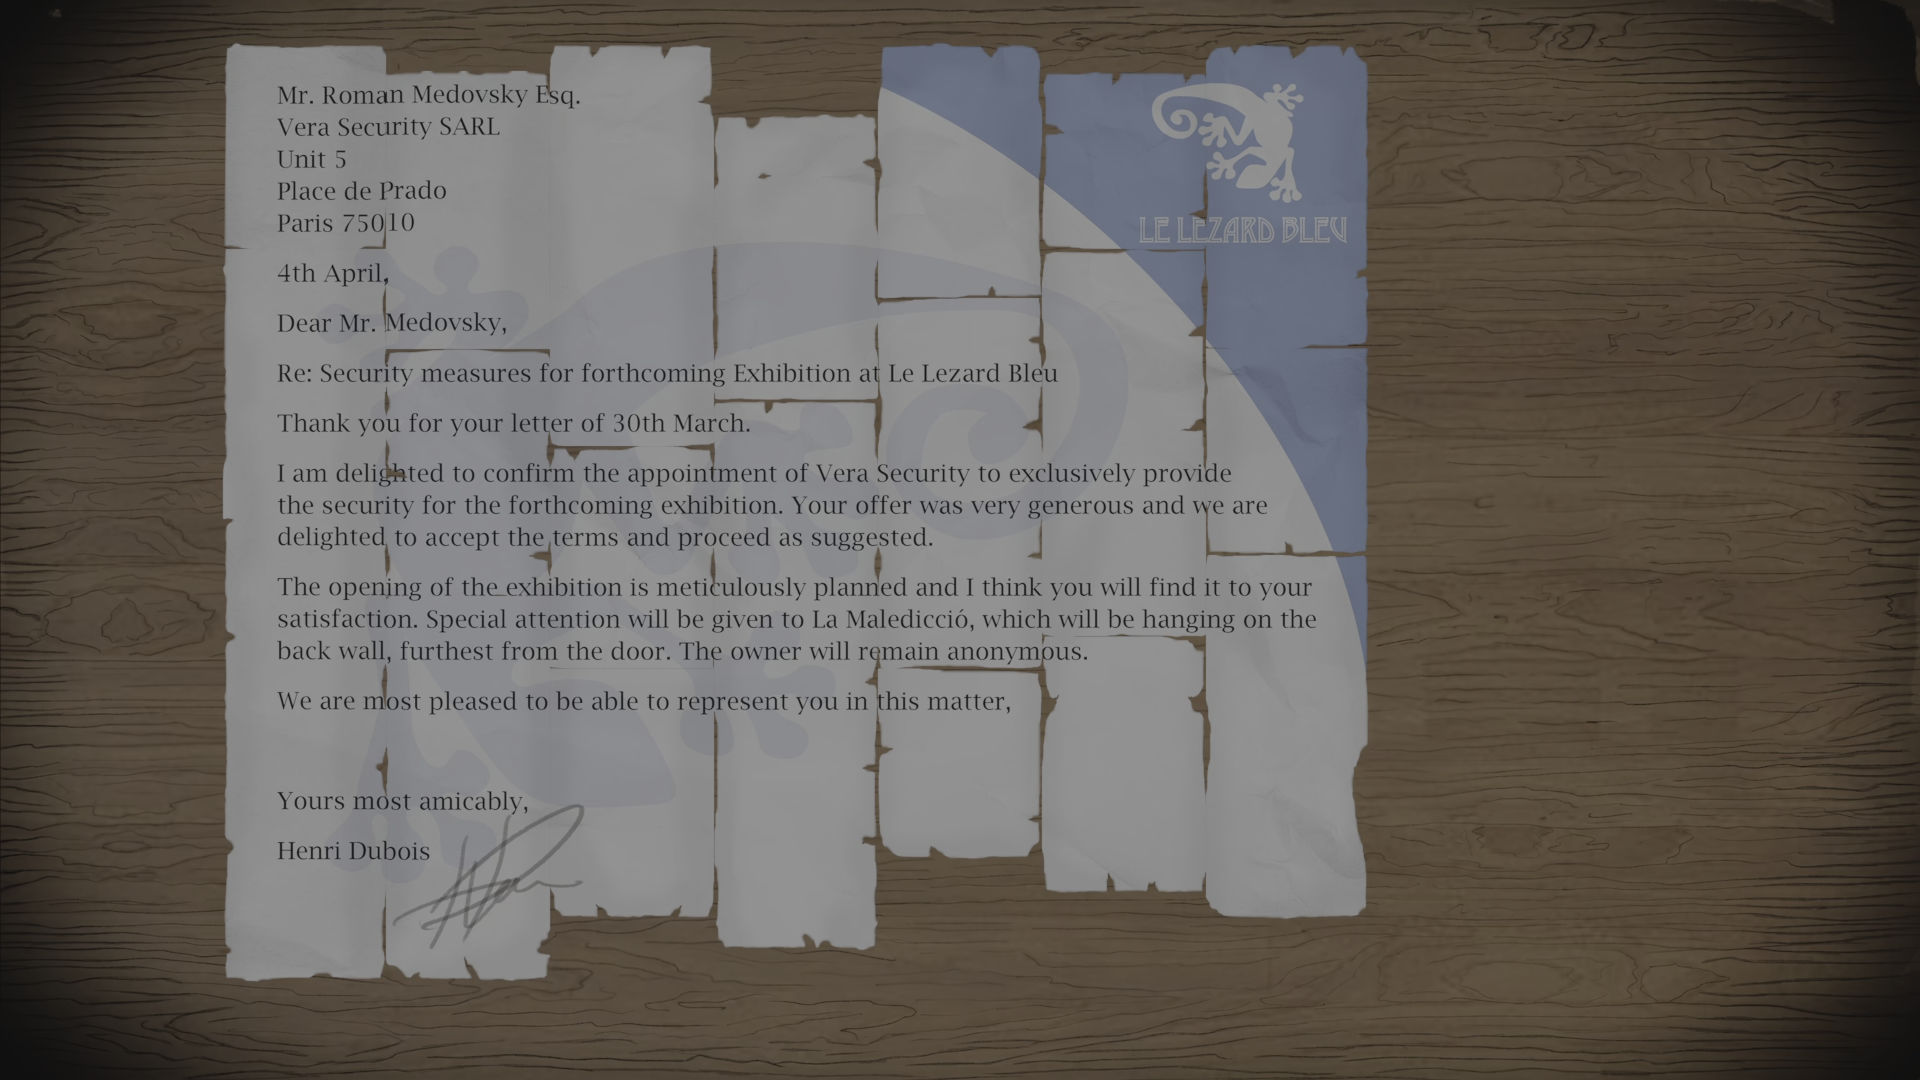 Mr. Roman Medovsky Esq.
Vera Security SARL
Unit 5
Place de Prado
Paris 75010
LE LEZARD BLEU
4th April,
Dear Mr. Medovsky,
Re: Security measures for forthcoming Exhibition at Le Lezard Bleu
Thank you for your letter of 30th March.
I am delighted to confirm the appointment of Vera Security to exclusively provide
the security for the forthcoming exhibition. Your offer was very generous and we are
delighted to accept the terms and proceed as suggested.
The opening of the exhibition is meticulously planned and I think you will find it to your
satisfaction. Special attention will be given to La Maledicció, which will be hanging on the
back wall, furthest from the door. The owner will remain anonymous.
We are most pleased to be able to represent you in this matter,
Yours most amicably,
Henri Dubois